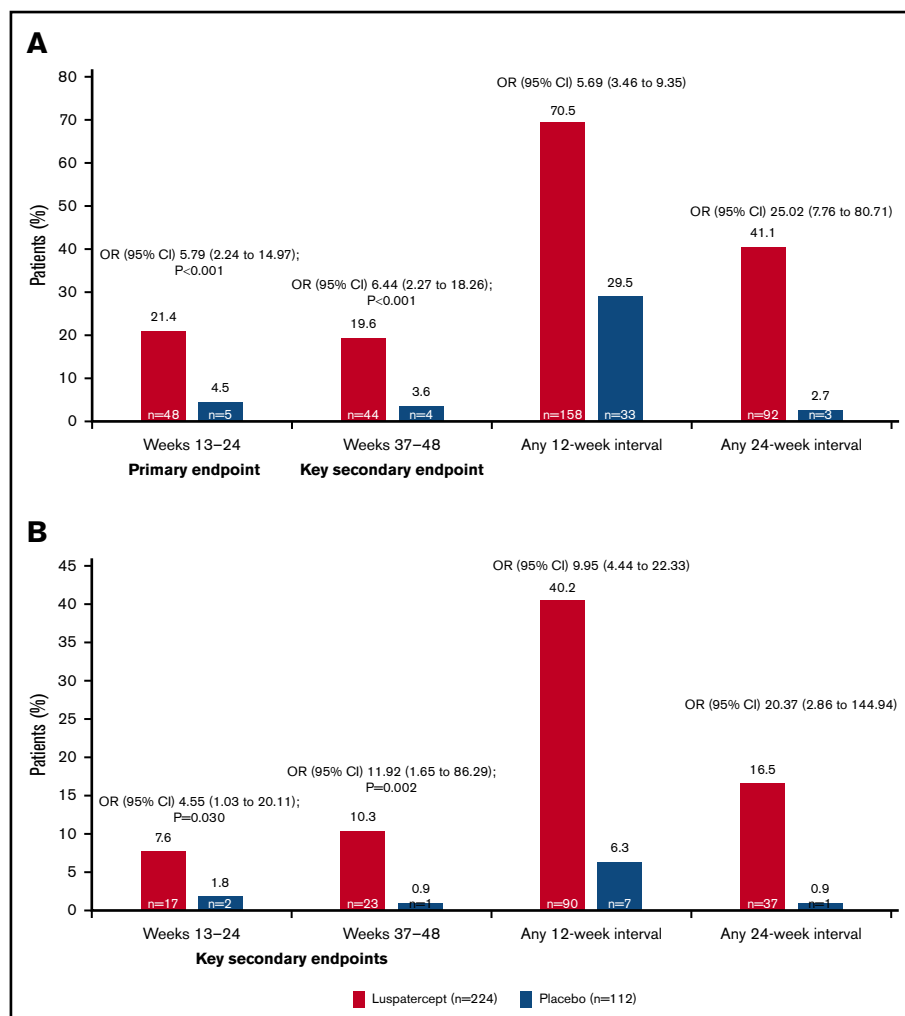 A
80
70
60
50
40
30
20
10
0
Patients (%)
OR (95% CI) 5.79 (2.24 to 14.97);
P<0.001
21.4
4.5
n=48
n=5
OR (95% CI) 6.44 (2.27 to 18.26);
P<0.001
19.6
3.6
n=44
n=4
OR (95% CI) 5.69 (3.46 to 9.35)
70.5
29.5
n=158
n=33
OR (95% CI) 25.02 (7.76 to 80.71)
41.1
2.7
n=92
n=3
Weeks 13–24
Primary endpoint
Weeks 37–48
Key secondary endpoint
Any 12-week interval
Any 24-week interval
B
45
40
35
30
25
20
15
10
5
0
Patients (%)
OR (95% CI) 4.55 (1.03 to 20.11);
P=0.030
7.6
1.8
n=17
n=2
OR (95% CI) 11.92 (1.65 to 86.29);
P=0.002
10.3
0.9
n=23
n=1
OR (95% CI) 9.95 (4.44 to 22.33)
40.2
6.3
n=90
n=7
OR (95% CI) 20.37 (2.86 to 144.94)
16.5
0.9
n=37
n=1
Weeks 13–24
Weeks 37–48
Any 12-week interval
Any 24-week interval
Key secondary endpoints
Luspatercept (n=224)
Placebo (n=112)